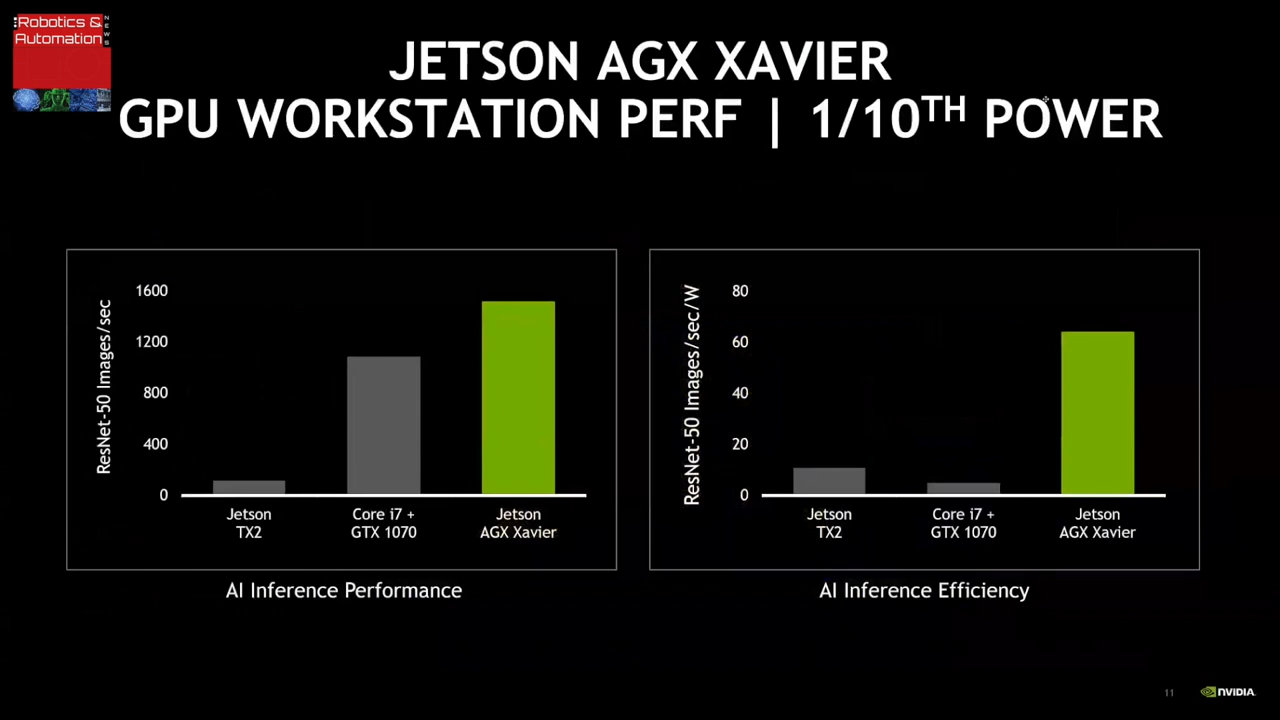 Robotics &
Automation
NEWS
JETSON AGX XAVIER
GPU WORKSTATION PERF | 1/10TH POWER
ResNet-50 Images/sec
1600
1200
800
400
0
Jetson
TX2
Core i7 +
GTX 1070
Jetson
AGX Xavier
AI Inference Performance
ResNet-50 Images/sec/W
80
60
40
20
0
Jetson
TX2
Core i7 +
GTX 1070
Jetson
AGX Xavier
AI Inference Efficiency
11
NVIDIA.